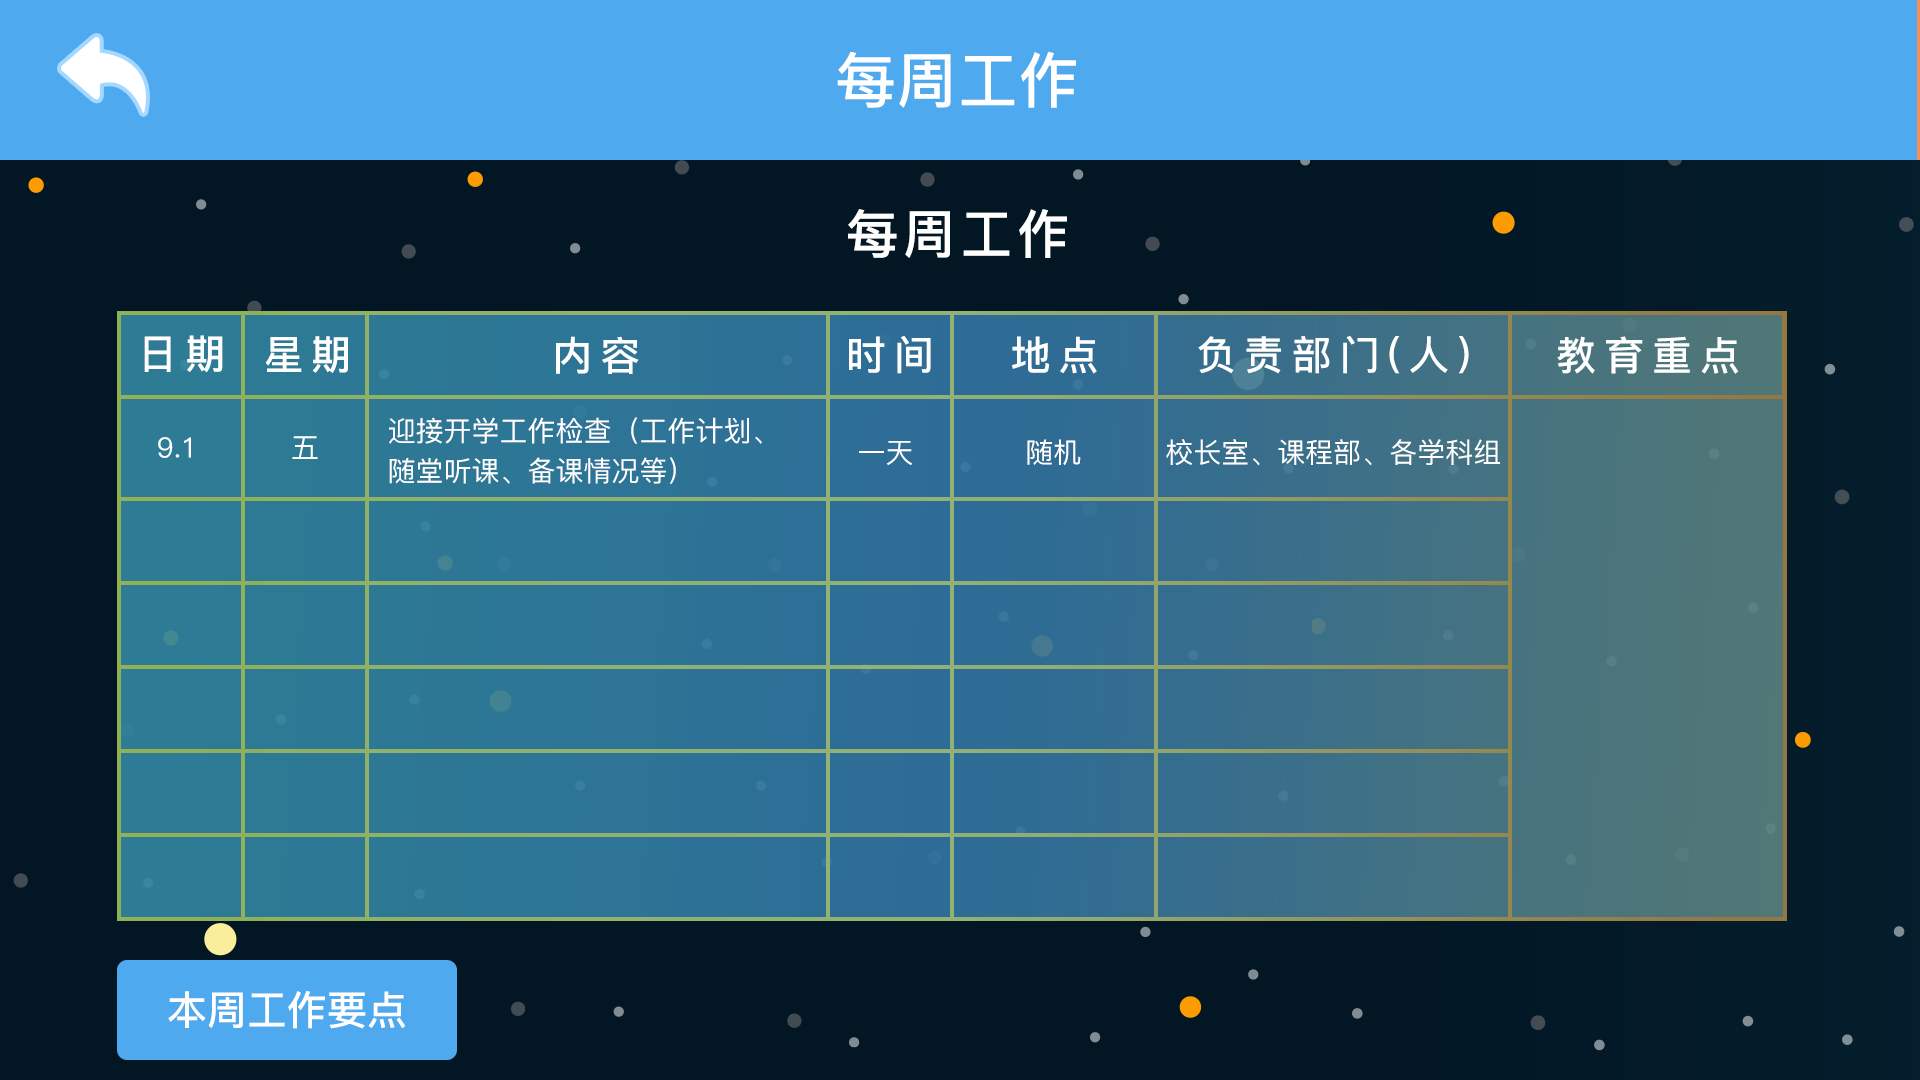 每周工作
每周工作
日期 星期 内容 时间 地点 负责部门(人) 教育重点
9.1 五 迎接开学工作检查（工作计划、
随堂听课、备课情况等） 一天 随机 校长室、课程部、各学科组
本周工作要点